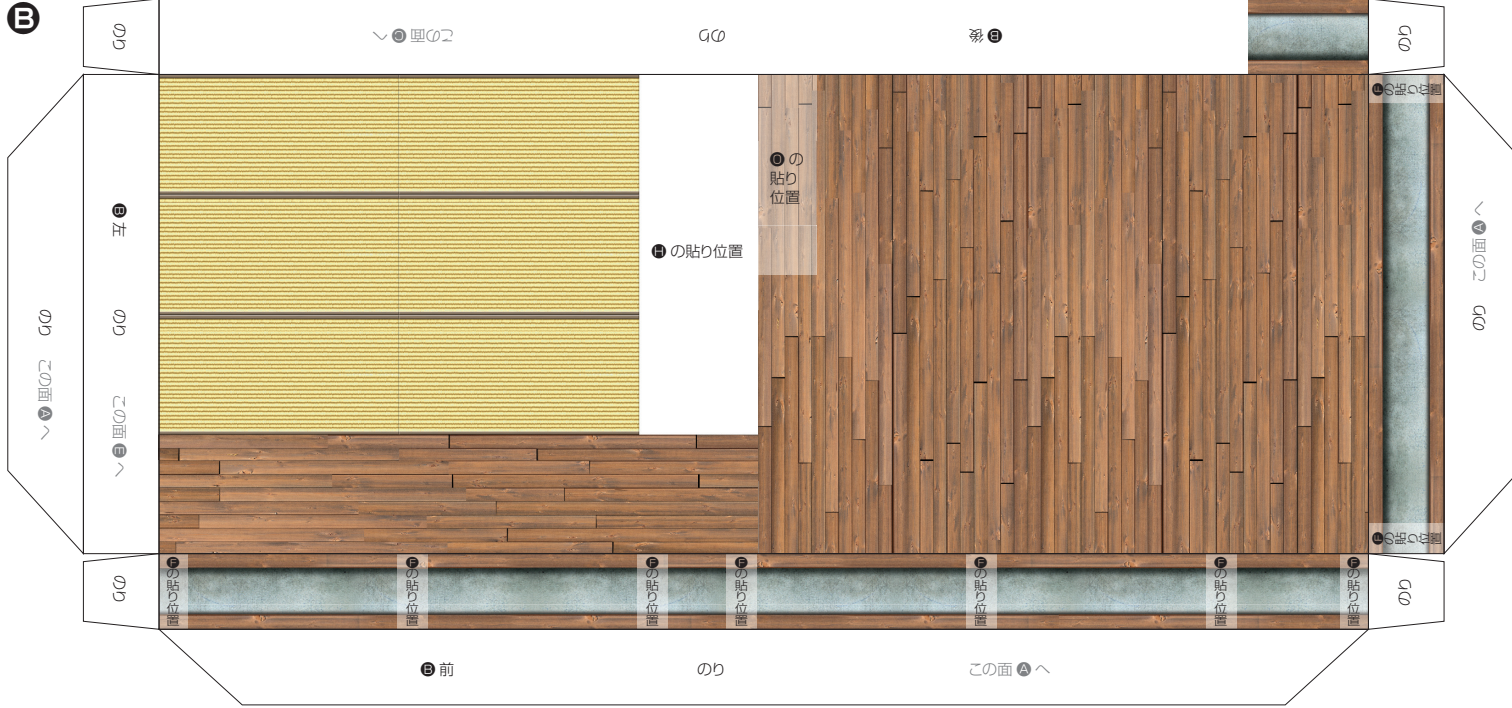 B
のり
この面 C へ
のり
B 後
のり
F の貼り位置
B 左
のり
この面 E へ
のり
この面 A へ
O の
貼り
位置
H の貼り位置
へ A 面のこ
のり
F の貼り位置
のり
F の貼り位置
F の貼り位置
F の貼り位置
F の貼り位置
F の貼り位置
F の貼り位置
F の貼り位置
のり
B 前
のり
この面 A へ